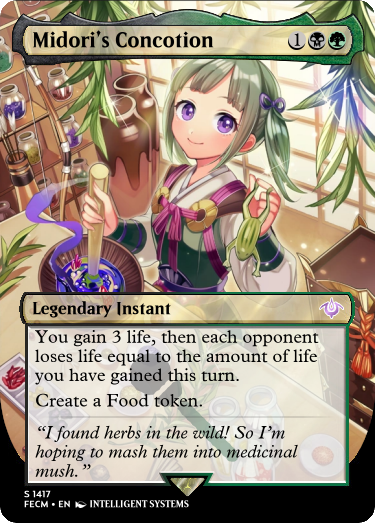 Midori's Concotion 1
Legendary Instant
You gain 3 life, then each opponent
loses life equal to the amount of life
you have gained this turn.
Create a Food token.
“I found herbs in the wild! So I'm
hoping to mash them into medicinal
mush.”
S 1417
FECM • EN INTELLIGENT SYSTEMS